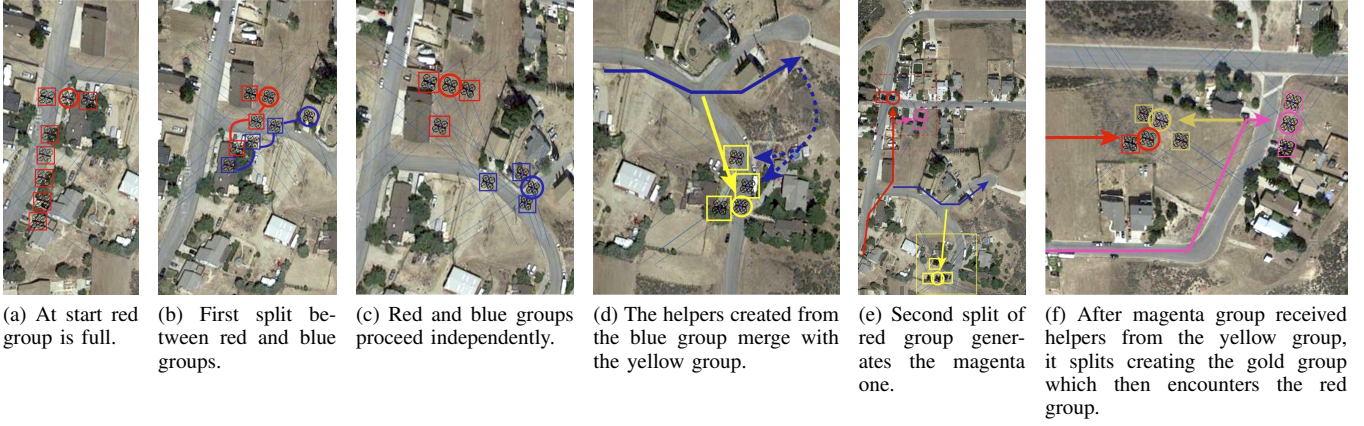 (a) At start red
group is full.
(b) First split be-
tween red and blue
groups.
(c) Red and blue groups
proceed independently.
(d) The helpers created from
the blue group merge with
the yellow group.
(e) Second split of
red group gener-
ates the magenta
one.
(f) After magenta group received
helpers from the yellow group,
it splits creating the gold group
which then encounters the red
group.